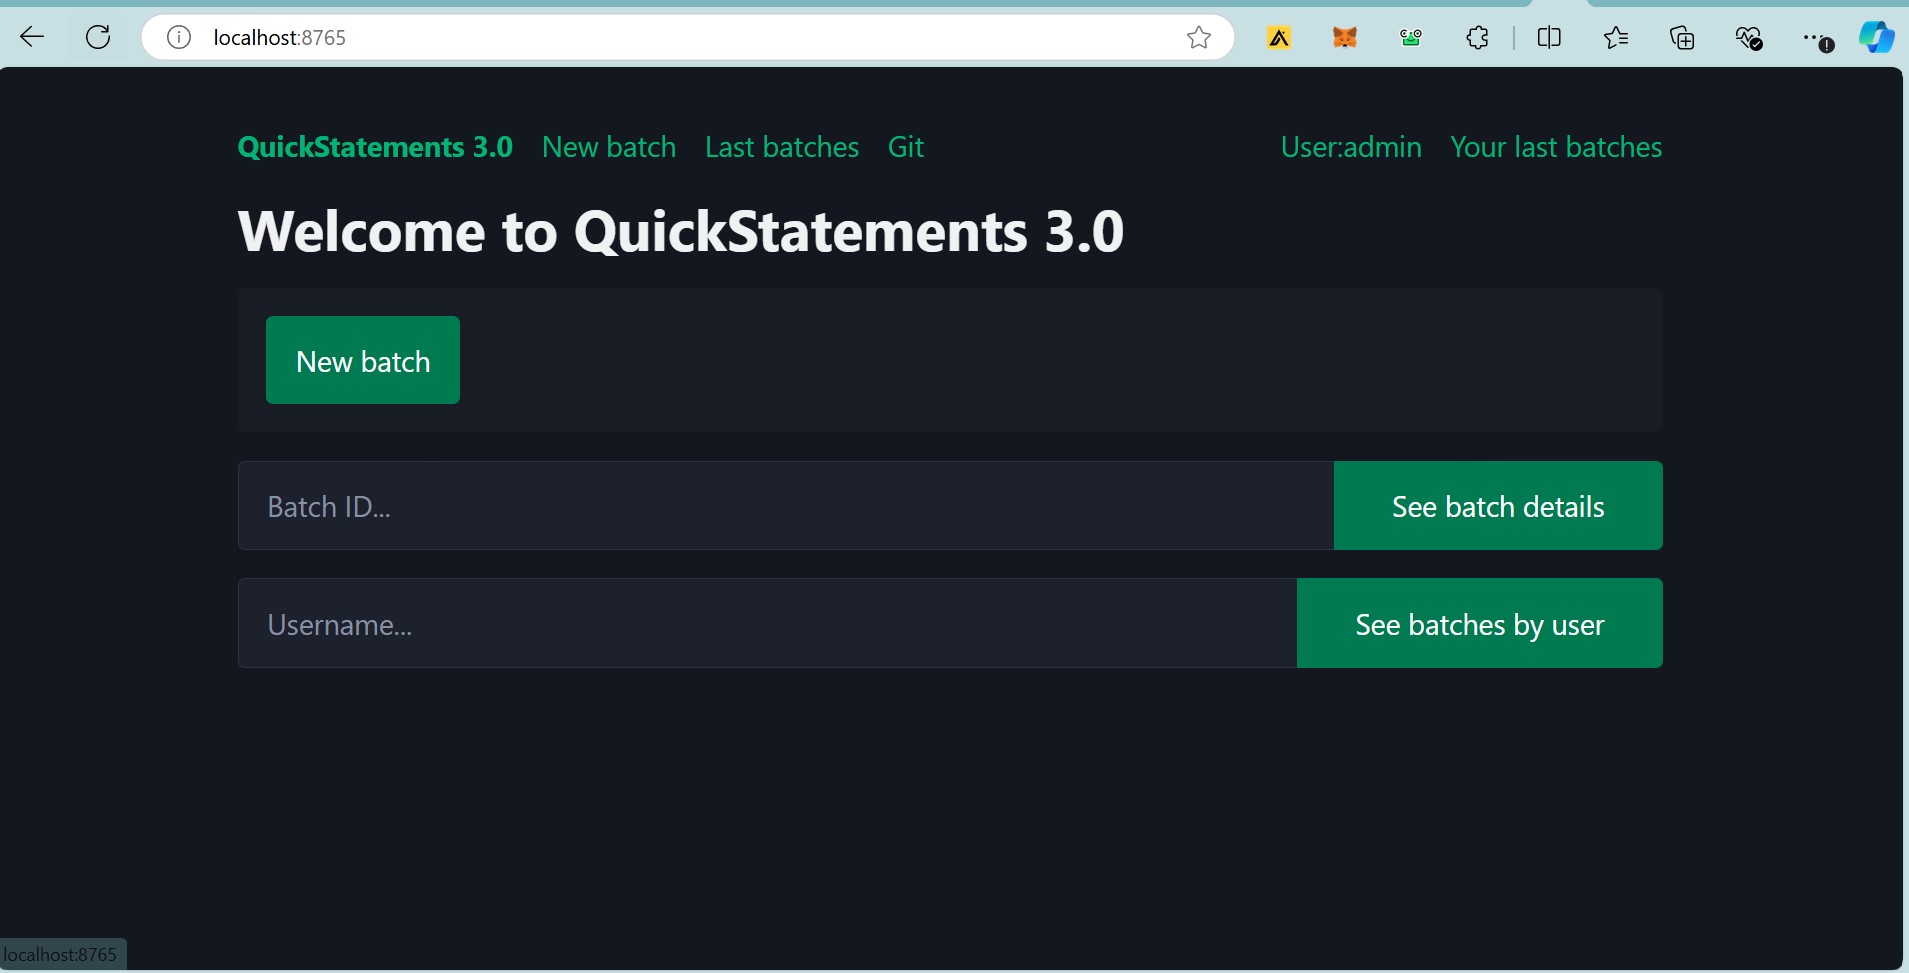 localhost:8765
QuickStatements 3.0 New batch Last batches Git User:admin Your last batches
Welcome to QuickStatements 3.0
New batch
Batch ID... See batch details
Username... See batches by user
localhost:8765